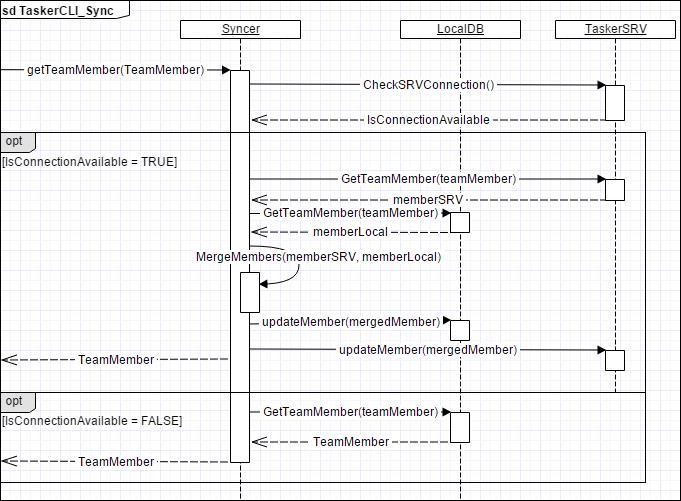 sd TaskerCLI_Sync
Syncer
LocalDB
TaskerSRV
getTeamMember(TeamMember)
CheckSRVConnection()
IsConnectionAvailable
opt
[IsConnectionAvailable = TRUE]
GetTeamMember(teamMember)
memberSRV
GetTeamMember(teamMember)
memberLocal
MergeMembers(memberSRV, memberLocal)
updateMember(mergedMember)
updateMember(mergedMember)
TeamMember
opt
[IsConnectionAvailable = FALSE]
GetTeamMember(teamMember)
TeamMember
TeamMember